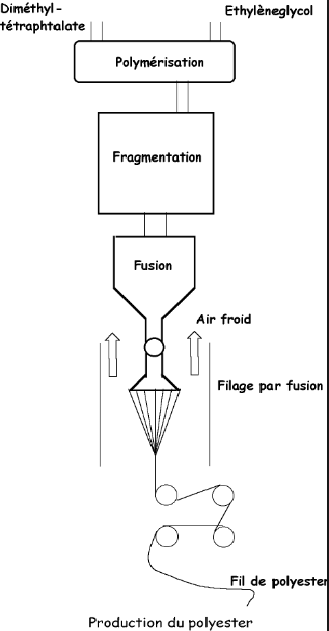 Diméthyl-
tétraphtalate
Ethylèneglycol
Polymérisation
Fragmentation
Fusion
Air froid
Filage par fusion
Fil de polyester
Production du polyester